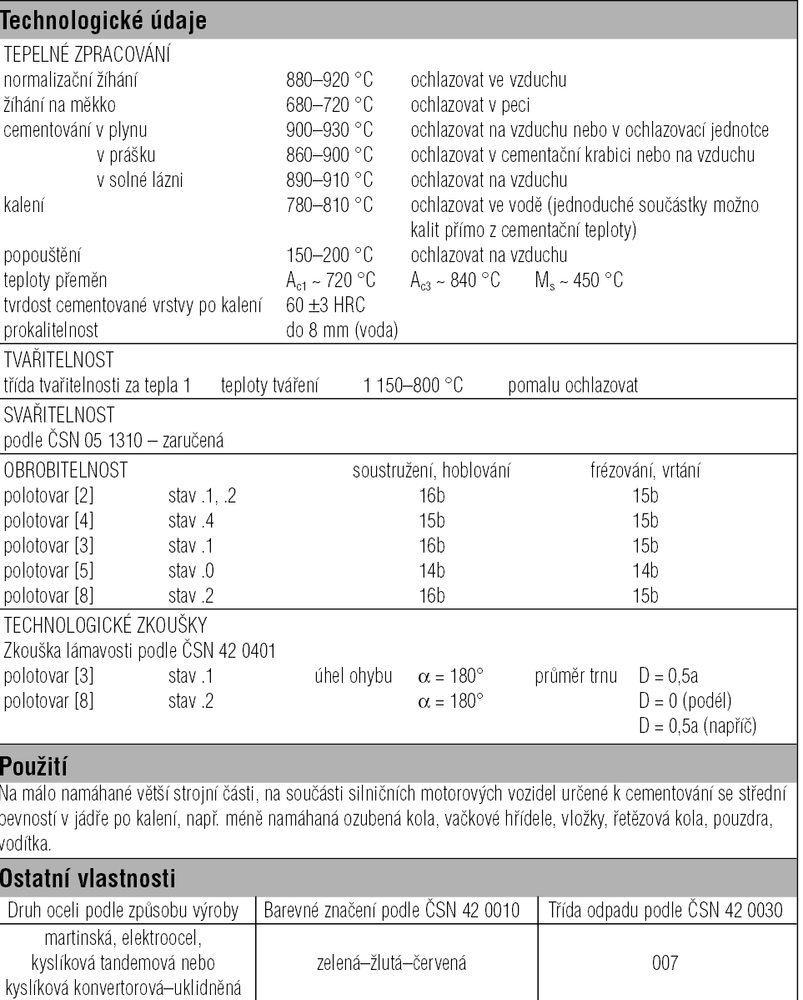 Technologické údaje
TEPELNÉ ZPRACOVÁNÍ
normalizační žíhání 880–920 °C ochlazovat ve vzduchu
žíhání na měkko 680–720 °C ochlazovat v peci
cementování v plynu 900–930 °C ochlazovat na vzduchu nebo v ochlazovací jednotce
v prášku 860–900 °C ochlazovat v cementační krabici nebo na vzduchu
v solné lázni 890–910 °C ochlazovat na vzduchu
kalení 780–810 °C ochlazovat ve vodě (jednoduché součástky možno
kalit přímo z cementační teploty)
popouštění 150–200 °C ochlazovat na vzduchu
teploty přeměn Ac1 ~ 720 °C Ac3 ~ 840 °C Ms ~ 450 °C
tvrdost cementované vrstvy po kalení 60 ±3 HRC
prokalitelnost do 8 mm (voda)
TVAŘITELNOST
třída tvařitelnosti za tepla 1 teploty tváření 1 150–800 °C pomalu ochlazovat
SVAŘITELNOST
podle ČSN 05 1310 – zaručená
OBROBITELNOST soustružení, hoblování frézování, vrtání
polotovar [2] stav .1, .2 16b 15b
polotovar [4] stav .4 15b 15b
polotovar [3] stav .1 16b 15b
polotovar [5] stav .0 14b 14b
polotovar [8] stav .2 16b 15b
TECHNOLOGICKÉ ZKOUŠKY
Zkouška lámavosti podle ČSN 42 0401
polotovar [3] stav .1 úhel ohybu α = 180° průměr trnu D = 0,5a
polotovar [8] stav .2 α = 180° D = 0 (podél)
D = 0,5a (napříč)
Použití
Na málo namáhané větší strojní části, na součásti silničních motorových vozidel určené k cementování se střední
pevností v jádře po kalení, např. méně namáhaná ozubená kola, vačkové hřídele, vložky, řetězová kola, pouzdra,
vodítka.
Ostatní vlastnosti
Druh oceli podle způsobu výroby Barevné značení podle ČSN 42 0010 Třída odpadu podle ČSN 42 0030
martinská, elektroocel,
kyslíková tandemová nebo zelená–žlutá–červená 007
kyslíková konvertorová–uklidněná